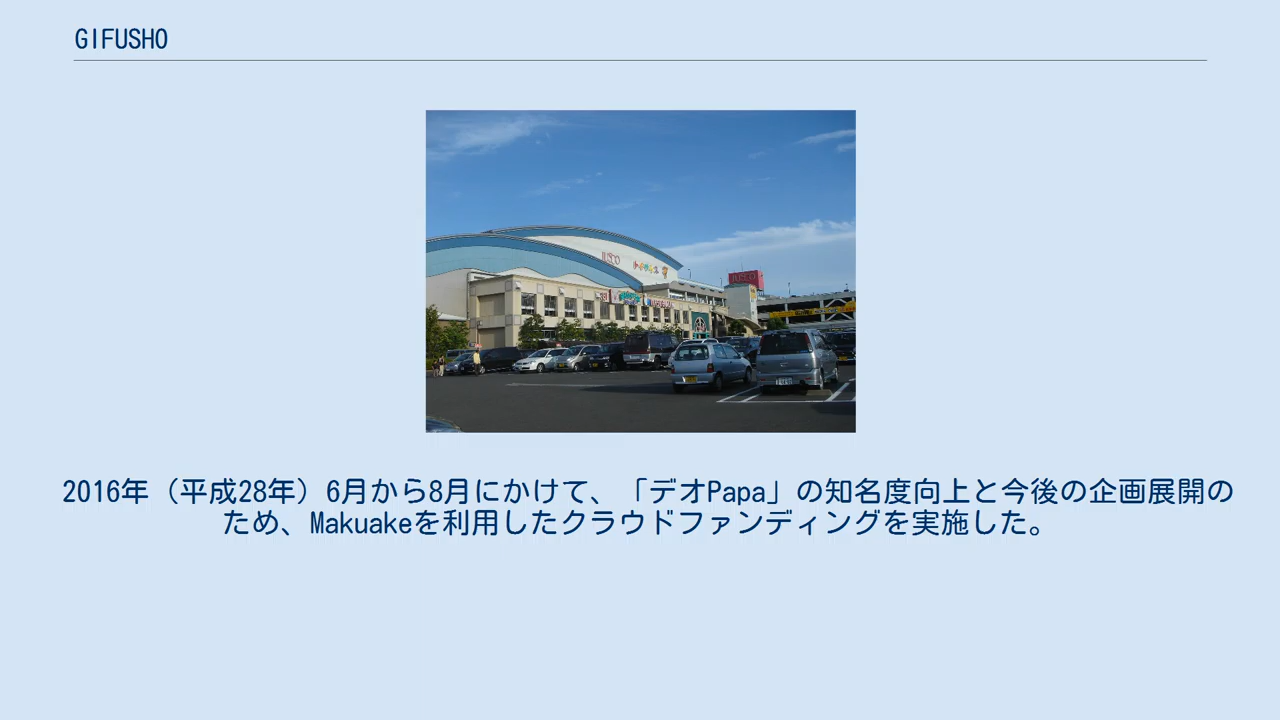 GIFUSHO
JUSCO
JUSCO
2016年（平成28年）6月から8月にかけて、「デオPapa」の知名度向上と今後の企画展開の
ため、Makuakeを利用したクラウドファンディングを実施した。